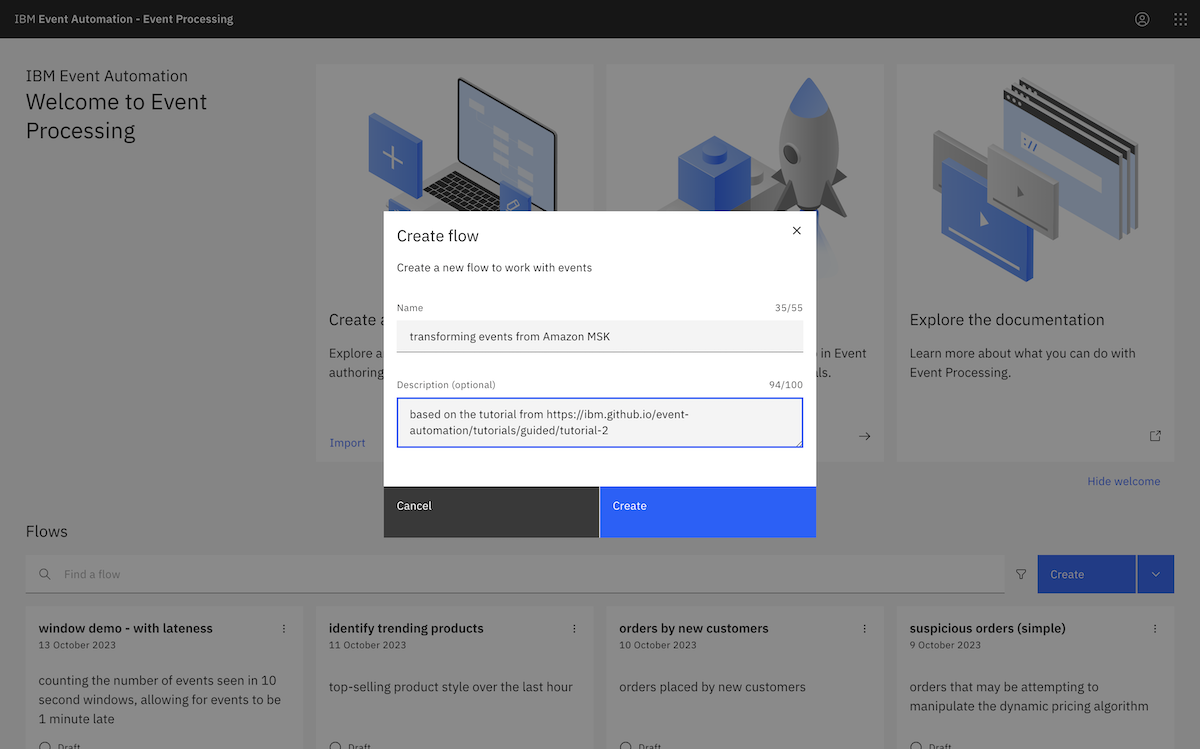 IBM Event Automation - Event Processing
IBM Event Automation
Welcome to Event
Processing
Create flow
Create a new flow to work with events
Name
35/55
transforming events from Amazon MSK
Description (optional)
94/100
based on the tutorial from https://ibm.github.io/event-
automation/tutorials/guided/tutorial-2
Cancel
Create
Create
Explore
authoring
Import
in Event
Explore the documentation
Learn more about what you can do with
Event Processing.
Hide welcome
Flows
Find a flow
Create
window demo - with lateness
13 October 2023
counting the number of events seen in 10
second windows, allowing for events to be
1 minute late
Draft
identify trending products
11 October 2023
top-selling product style over the last hour
Draft
orders by new customers
10 October 2023
orders placed by new customers
Draft
suspicious orders (simple)
9 October 2023
orders that may be attempting to
manipulate the dynamic pricing algorithm
Draft